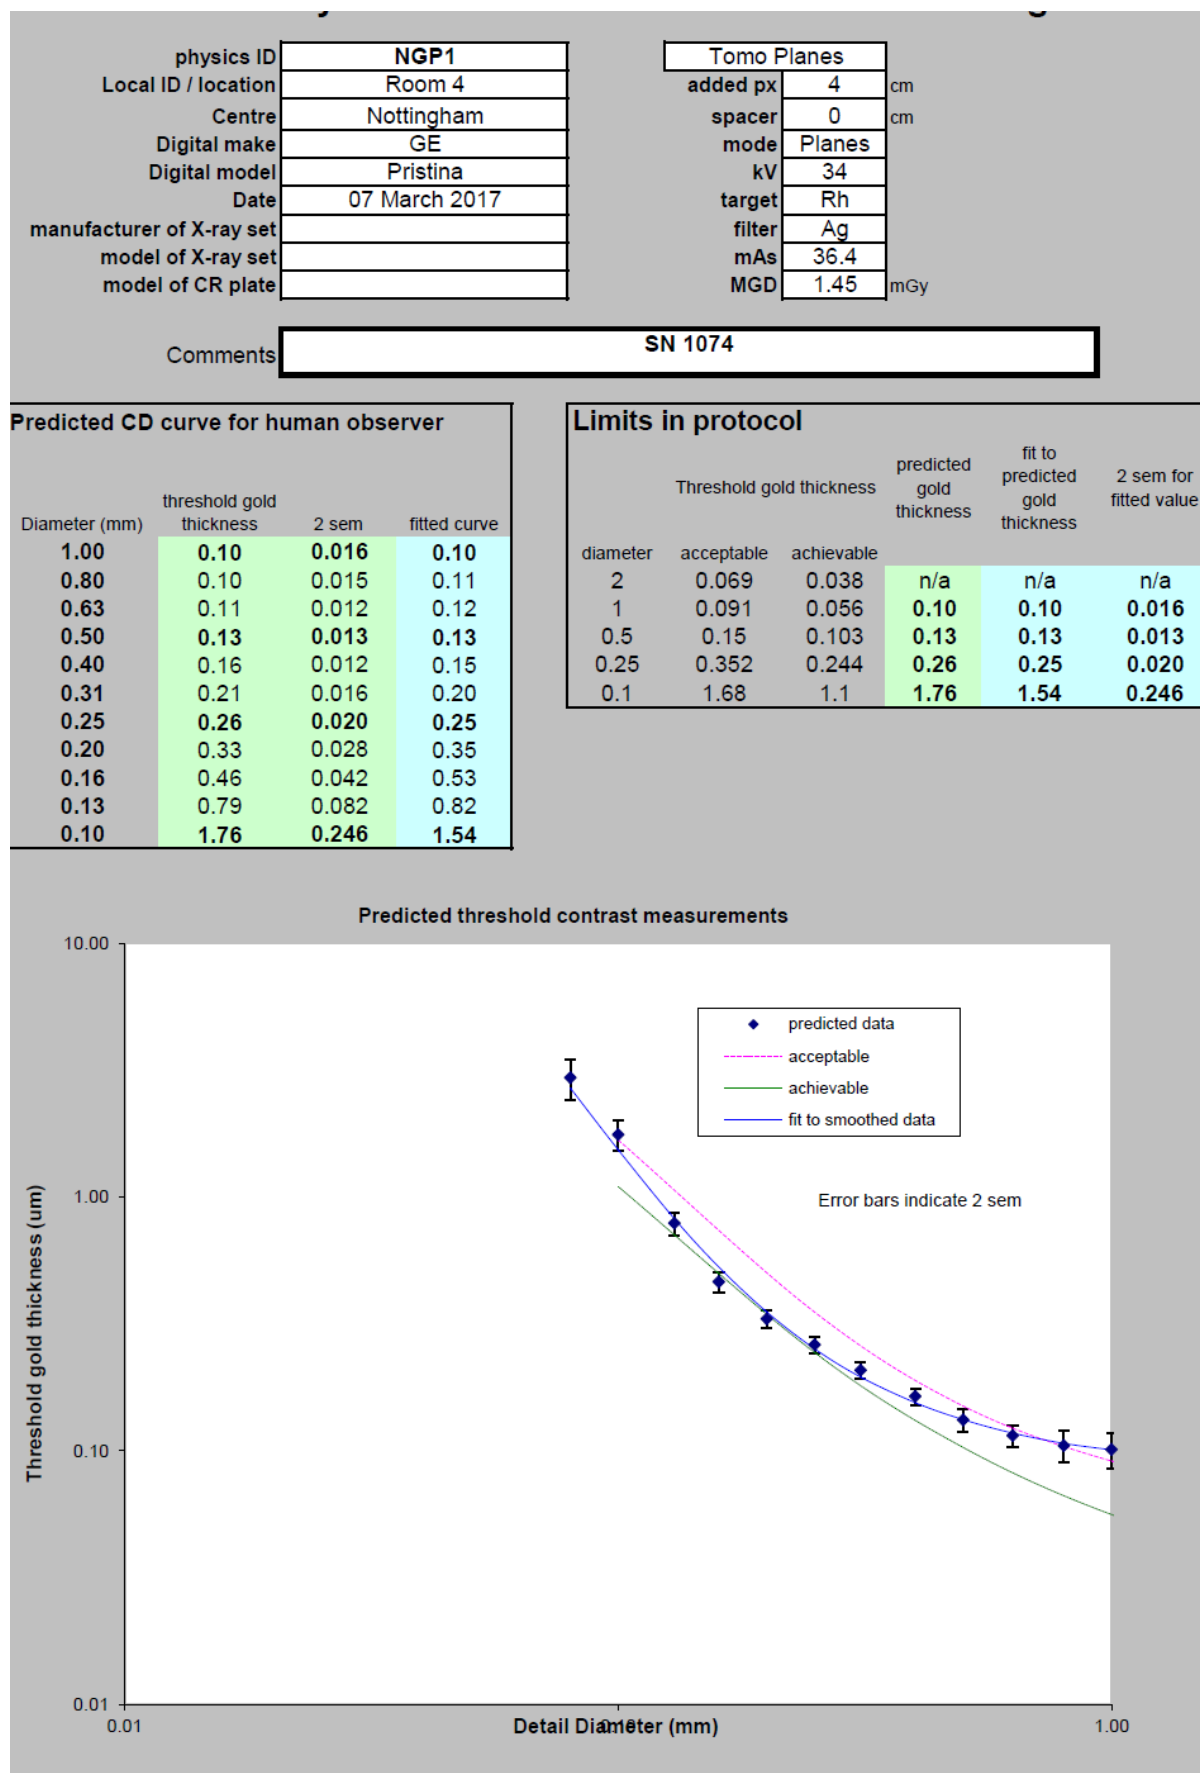 physics ID NGP1 Tomo Planes
Local ID / location Room 4 added px 4 cm
Centre Nottingham spacer 0 cm
Digital make GE mode Planes
Digital model Pristina kV 34
Date 07 March 2017 target Rh
manufacturer of X-ray set filter Ag
model of X-ray set mAs 36.4
model of CR plate MGD 1.45 mGy
Comments SN 1074
Predicted CD curve for human observer
Diameter (mm) threshold gold thickness 2 sem fitted curve
1.00 0.10 0.016 0.10
0.80 0.10 0.015 0.11
0.63 0.11 0.012 0.12
0.50 0.13 0.013 0.13
0.40 0.16 0.012 0.15
0.31 0.21 0.016 0.20
0.25 0.26 0.020 0.25
0.20 0.33 0.028 0.35
0.16 0.46 0.042 0.53
0.13 0.79 0.082 0.82
0.10 1.76 0.246 1.54
Limits in protocol
Threshold gold thickness predicted gold thickness fit to predicted gold thickness 2 sem for fitted value
diameter acceptable achievable
2 0.069 0.038 n/a n/a n/a
1 0.091 0.056 0.10 0.10 0.016
0.5 0.15 0.103 0.13 0.13 0.013
0.25 0.352 0.244 0.26 0.25 0.020
0.1 1.68 1.1 1.76 1.54 0.246
Predicted threshold contrast measurements
10.00
1.00
0.10
0.01
Threshold gold thickness (um)
predicted data
acceptable
achievable
fit to smoothed data
Error bars indicate 2 sem
0.01 0.10 1.00
Detail Diameter (mm)